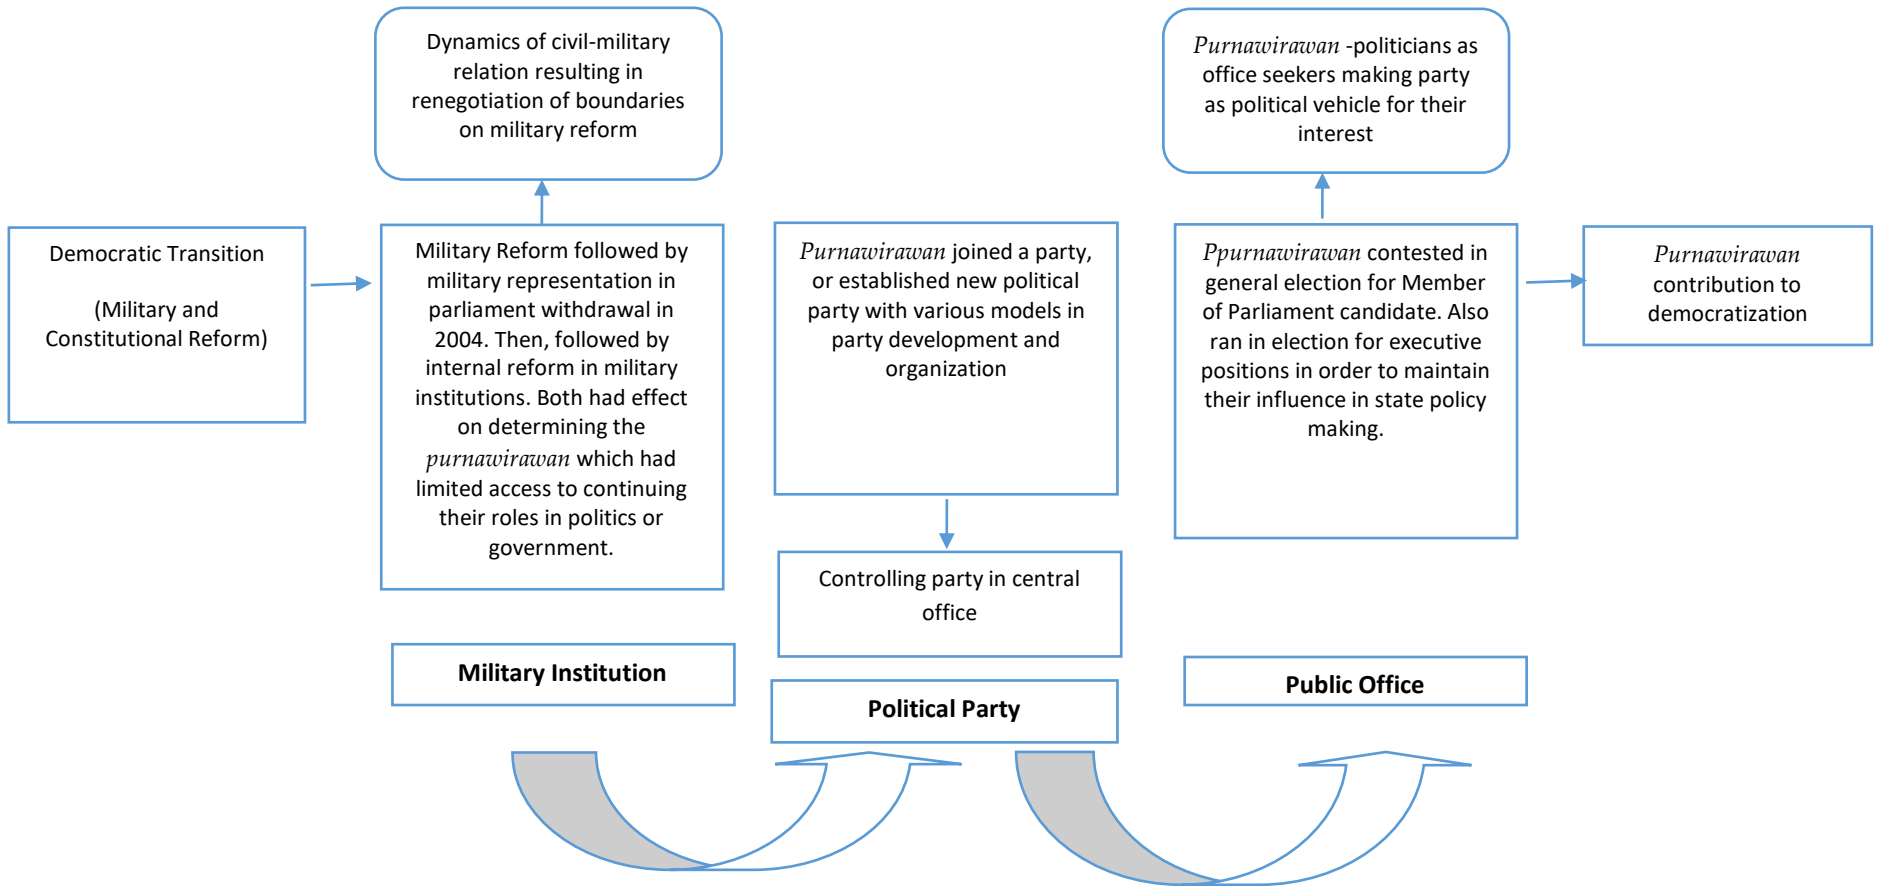 Dynamics of civil-military
relation resulting in
renegotiation of boundaries
on military reform
Purnawirawan -politicians as
office seekers making party
as political vehicle for their
interest
Democratic Transition
(Military and
Constitutional Reform)
Military Reform followed by
military representation in
parliament withdrawal in
2004. Then, followed by
internal reform in military
institutions. Both had effect
on determining the
purnawirawan which had
limited access to continuing
their roles in politics or
government.
Purnawirawan joined a party,
or established new political
party with various models in
party development and
organization
Ppurnawirawan contested in
general election for Member
of Parliament candidate. Also
ran in election for executive
positions in order to maintain
their influence in state policy
making.
Purnawirawan
contribution to
democratization
Controlling party in central
office
Military Institution
Political Party
Public Office